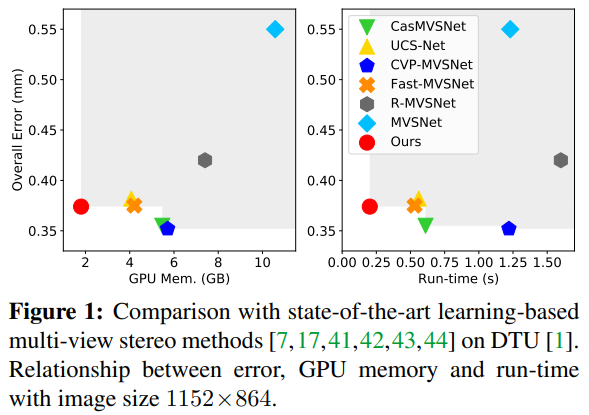 0.55
0.50
0.45
0.40
0.35
Overall Error (mm)
2 4 6 8 10
GPU Mem. (GB)
CasMVSNet
UCS-Net
CVP-MVSNet
Fast-MVSNet
R-MVSNet
MVSNet
Ours
0.55
0.50
0.45
0.40
0.35
0.00 0.25 0.50 0.75 1.00 1.25 1.50
Run-time (s)
Figure 1: Comparison with state-of-the-art learning-based
multi-view stereo methods [7,17,41,42,43,44] on DTU [1].
Relationship between error, GPU memory and run-time
with image size 1152×864.